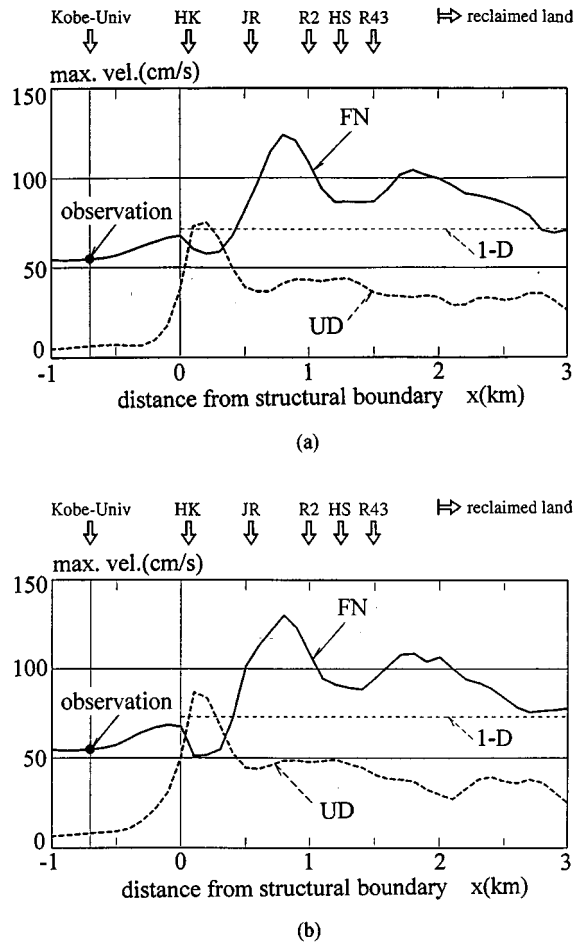 Kobe-Univ HK JR R2 HS R43 reclaimed land
max. vel.(cm/s)
150
FN
100
observation
1-D
50
UD
0
-1 0 1 2 3
distance from structural boundary x(km)
(a)
Kobe-Univ HK JR R2 HS R43 reclaimed land
max. vel.(cm/s)
150
FN
100
observation
1-D
50
UD
0
-1 0 1 2 3
distance from structural boundary x(km)
(b)